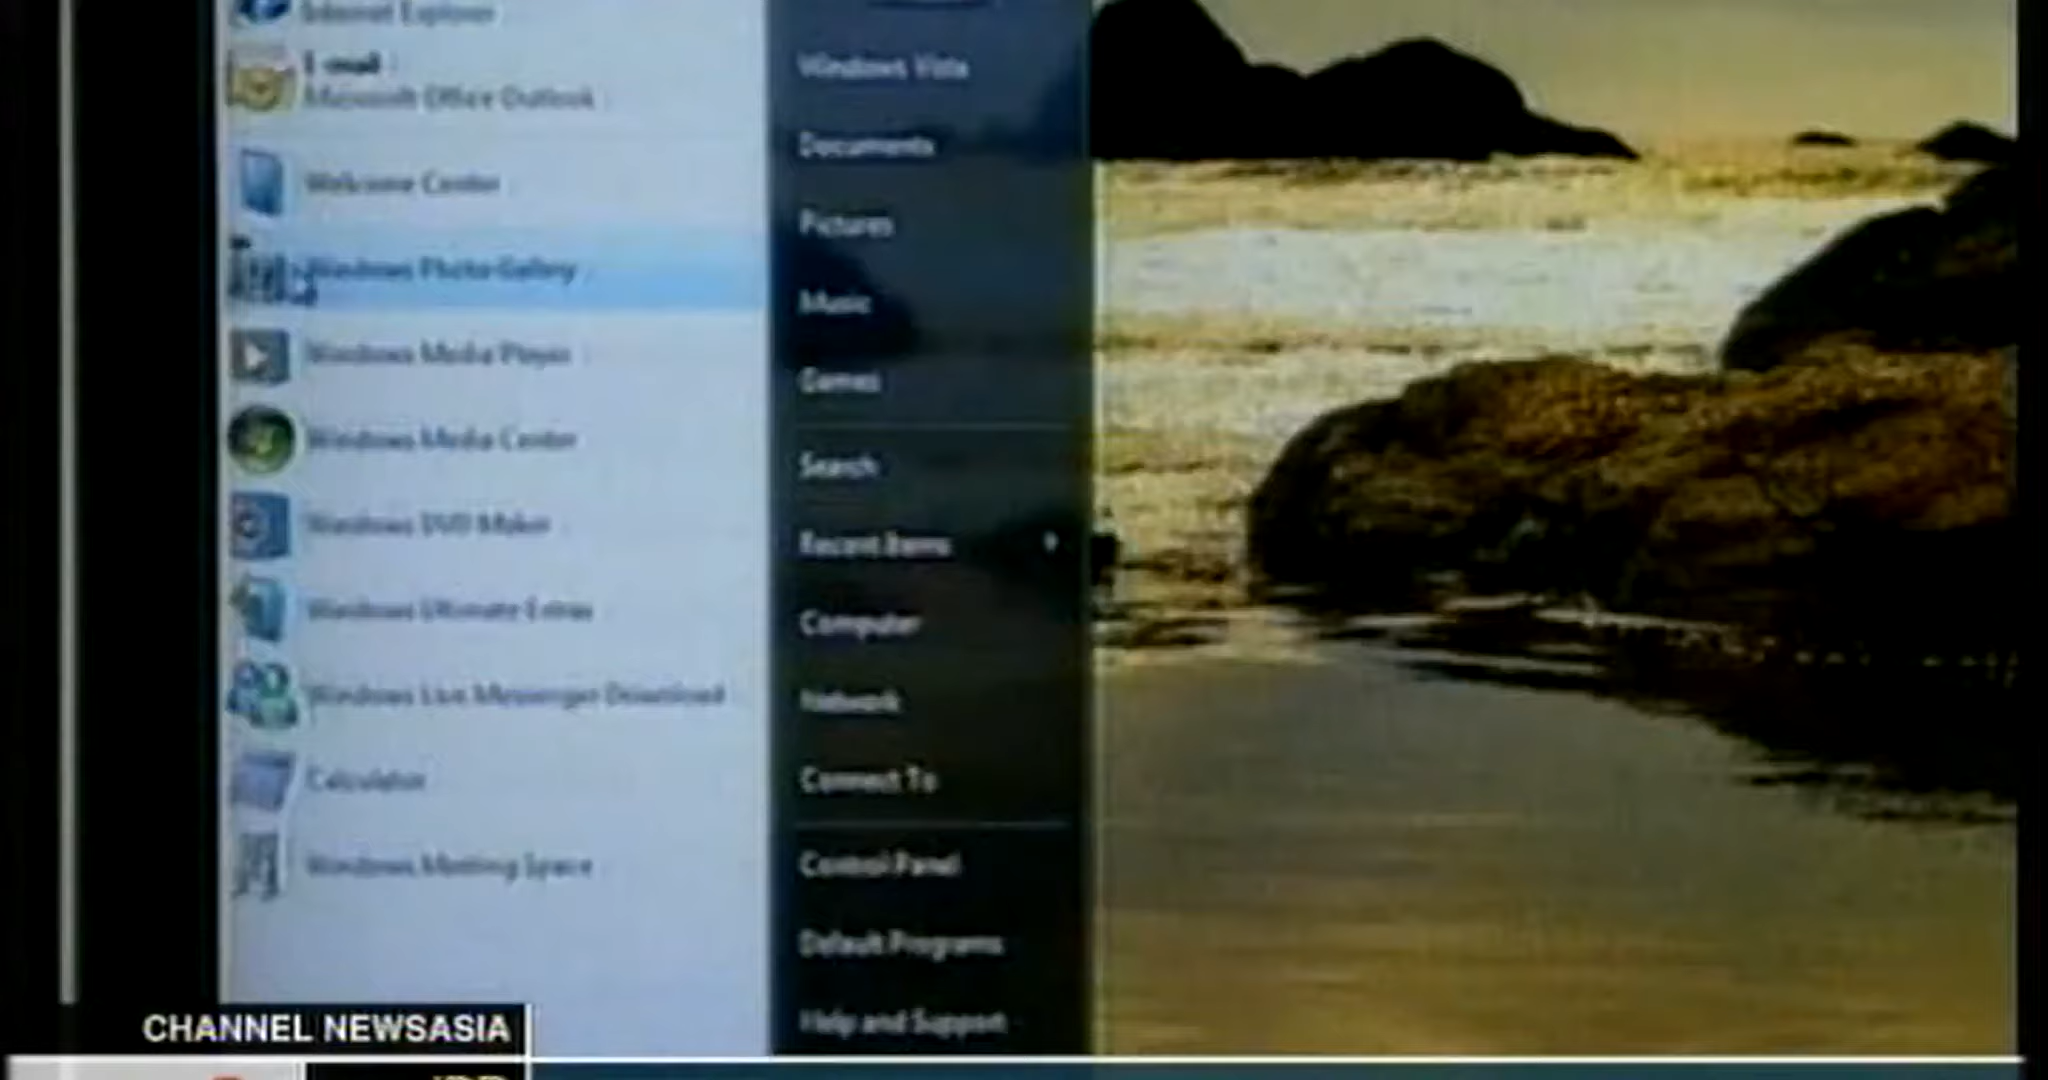 Internet Explorer
E-mail
Microsoft Office Outlook
Welcome Center
Windows Photo Gallery
Windows Media Player
Windows Media Center
Windows DVD Maker
Windows Ultimate Extras
Windows Live Messenger Download
Calculator
Windows Meeting Space
Windows Vista
Documents
Pictures
Music
Games
Search
Recent Items
Computer
Network
Connect To
Control Panel
Default Programs
Help and Support
CHANNEL NEWSASIA